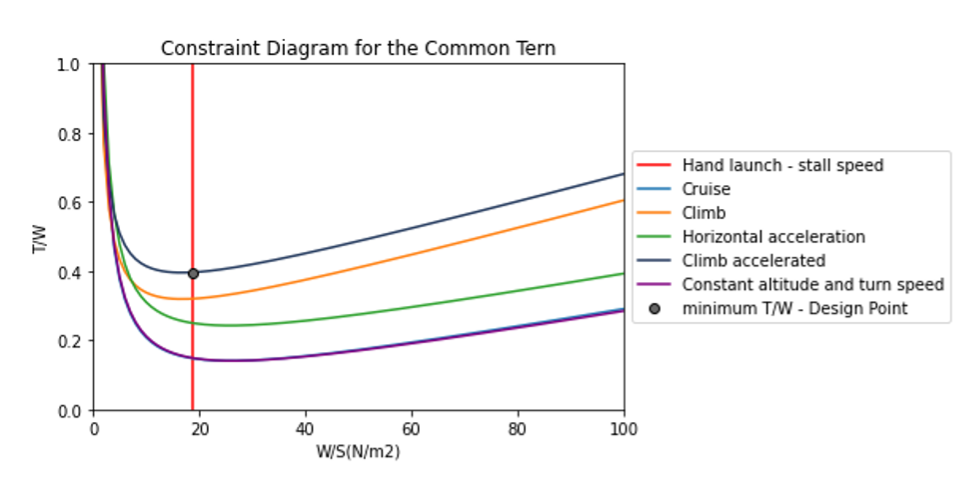 Constraint Diagram for the Common Tern
1.0
0.8
0.6
0.4
0.2
0.0
T/W
0 20 40 60 80 100
W/S(N/m2)
Hand launch - stall speed
Cruise
Climb
Horizontal acceleration
Climb accelerated
Constant altitude and turn speed
minimum T/W - Design Point